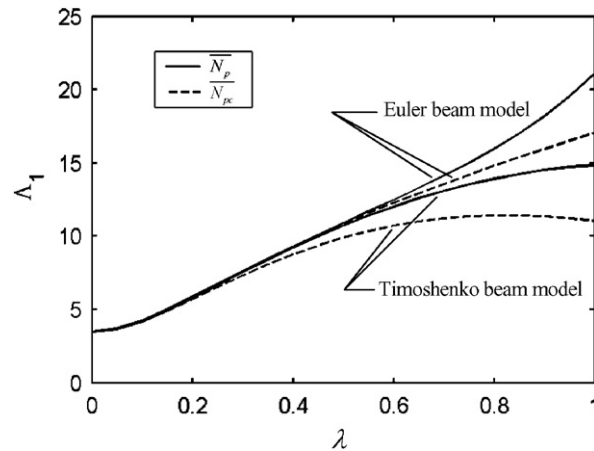 25
20
15
10
5
0
Λ₁
N̅ₚ
N̅ₚc
Euler beam model
Timoshenko beam model
0
0.2
0.4
0.6
0.8
1
λ